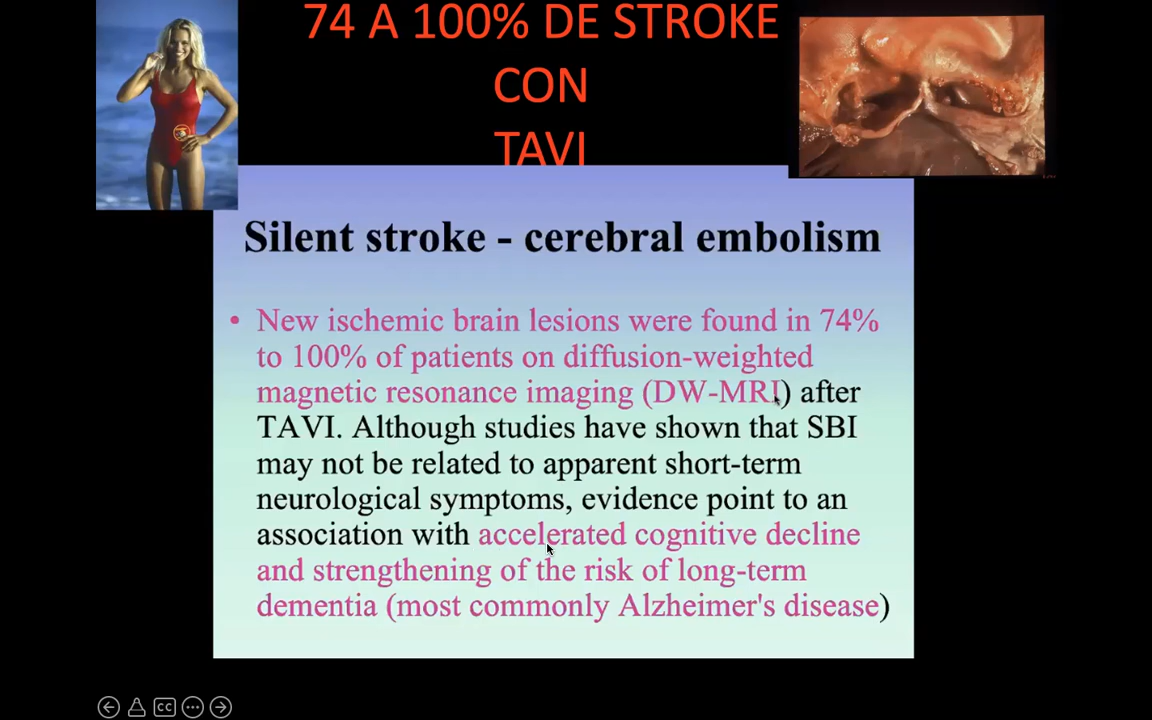 74 A 100% DE STROKE
CON
TAVI
Silent stroke - cerebral embolism
• New ischemic brain lesions were found in 74%
to 100% of patients on diffusion-weighted
magnetic resonance imaging (DW-MRI) after
TAVI. Although studies have shown that SBI
may not be related to apparent short-term
neurological symptoms, evidence point to an
association with accelerated cognitive decline
and strengthening of the risk of long-term
dementia (most commonly Alzheimer's disease)
CC